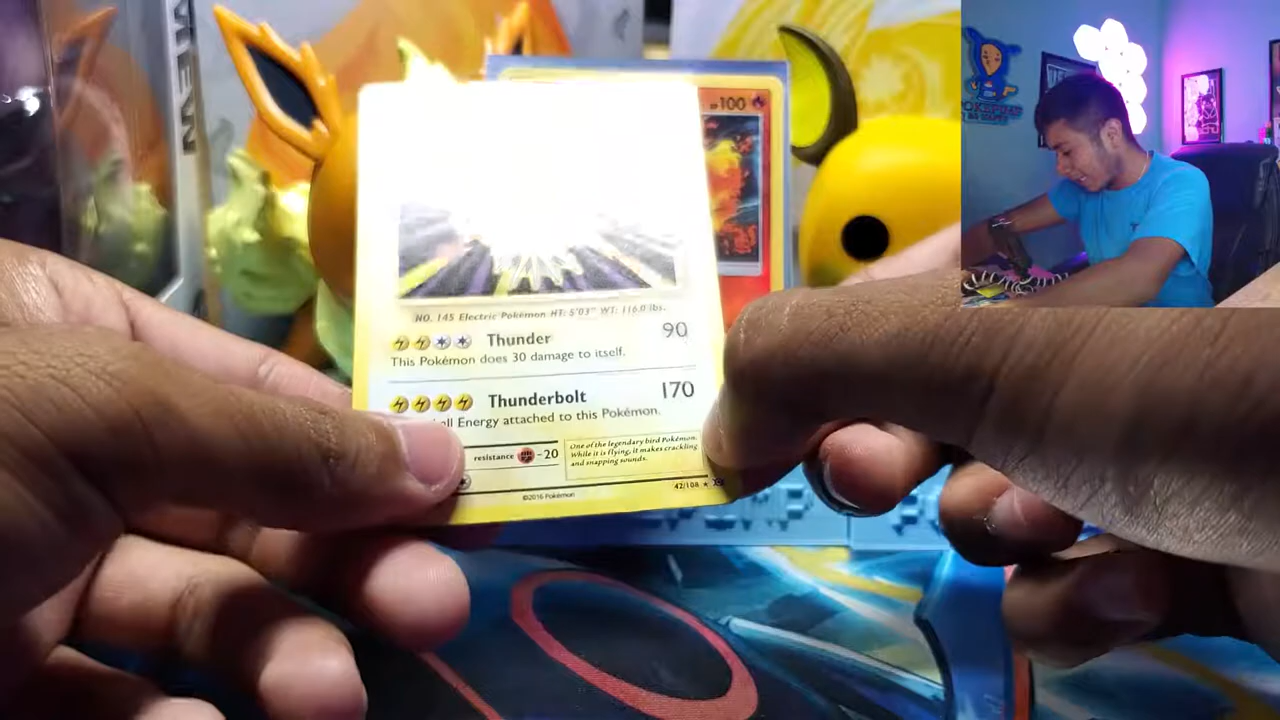 HP100
NO. 145 Electric Pokémon HT: 5'03" WT: 116.0 lbs.
Thunder 90
This Pokémon does 30 damage to itself.
Thunderbolt 170
all Energy attached to this Pokémon.
resistance -20
One of the legendary bird Pokémon.
While it is flying, it makes crackling
and snapping sounds.
©2016 Pokémon
42/108